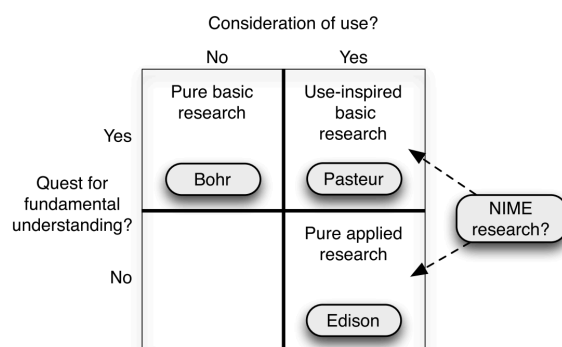 Consideration of use?
No
Yes
Pure basic
research
Use-inspired
basic
research
Yes
Bohr
Pasteur
Quest for
fundamental
understanding?
NIME
research?
Pure applied
research
No
Edison